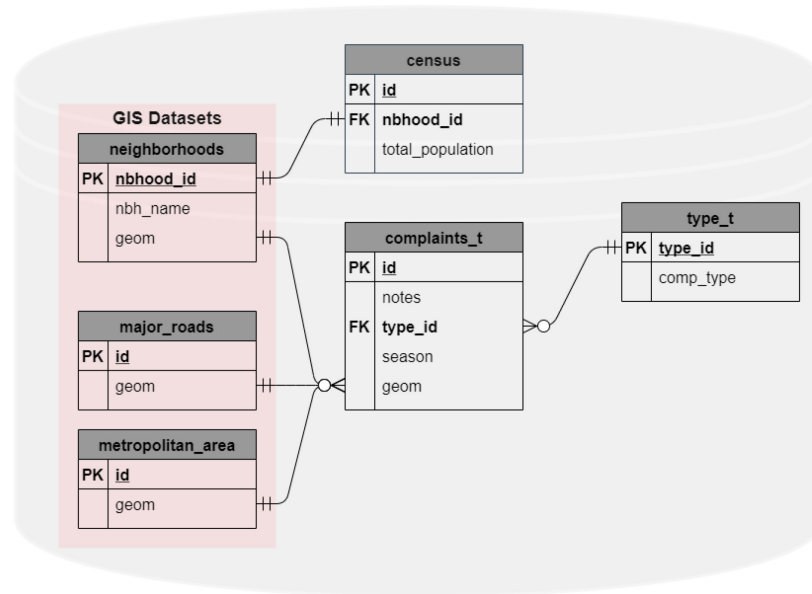 census
PK id
FK nbhood_id
total_population
GIS Datasets
neighborhoods
PK nbhood_id
nbh_name
geom
complaints_t
PK id
notes
FK type_id
season
geom
type_t
PK type_id
comp_type
major_roads
PK id
geom
metropolitan_area
PK id
geom